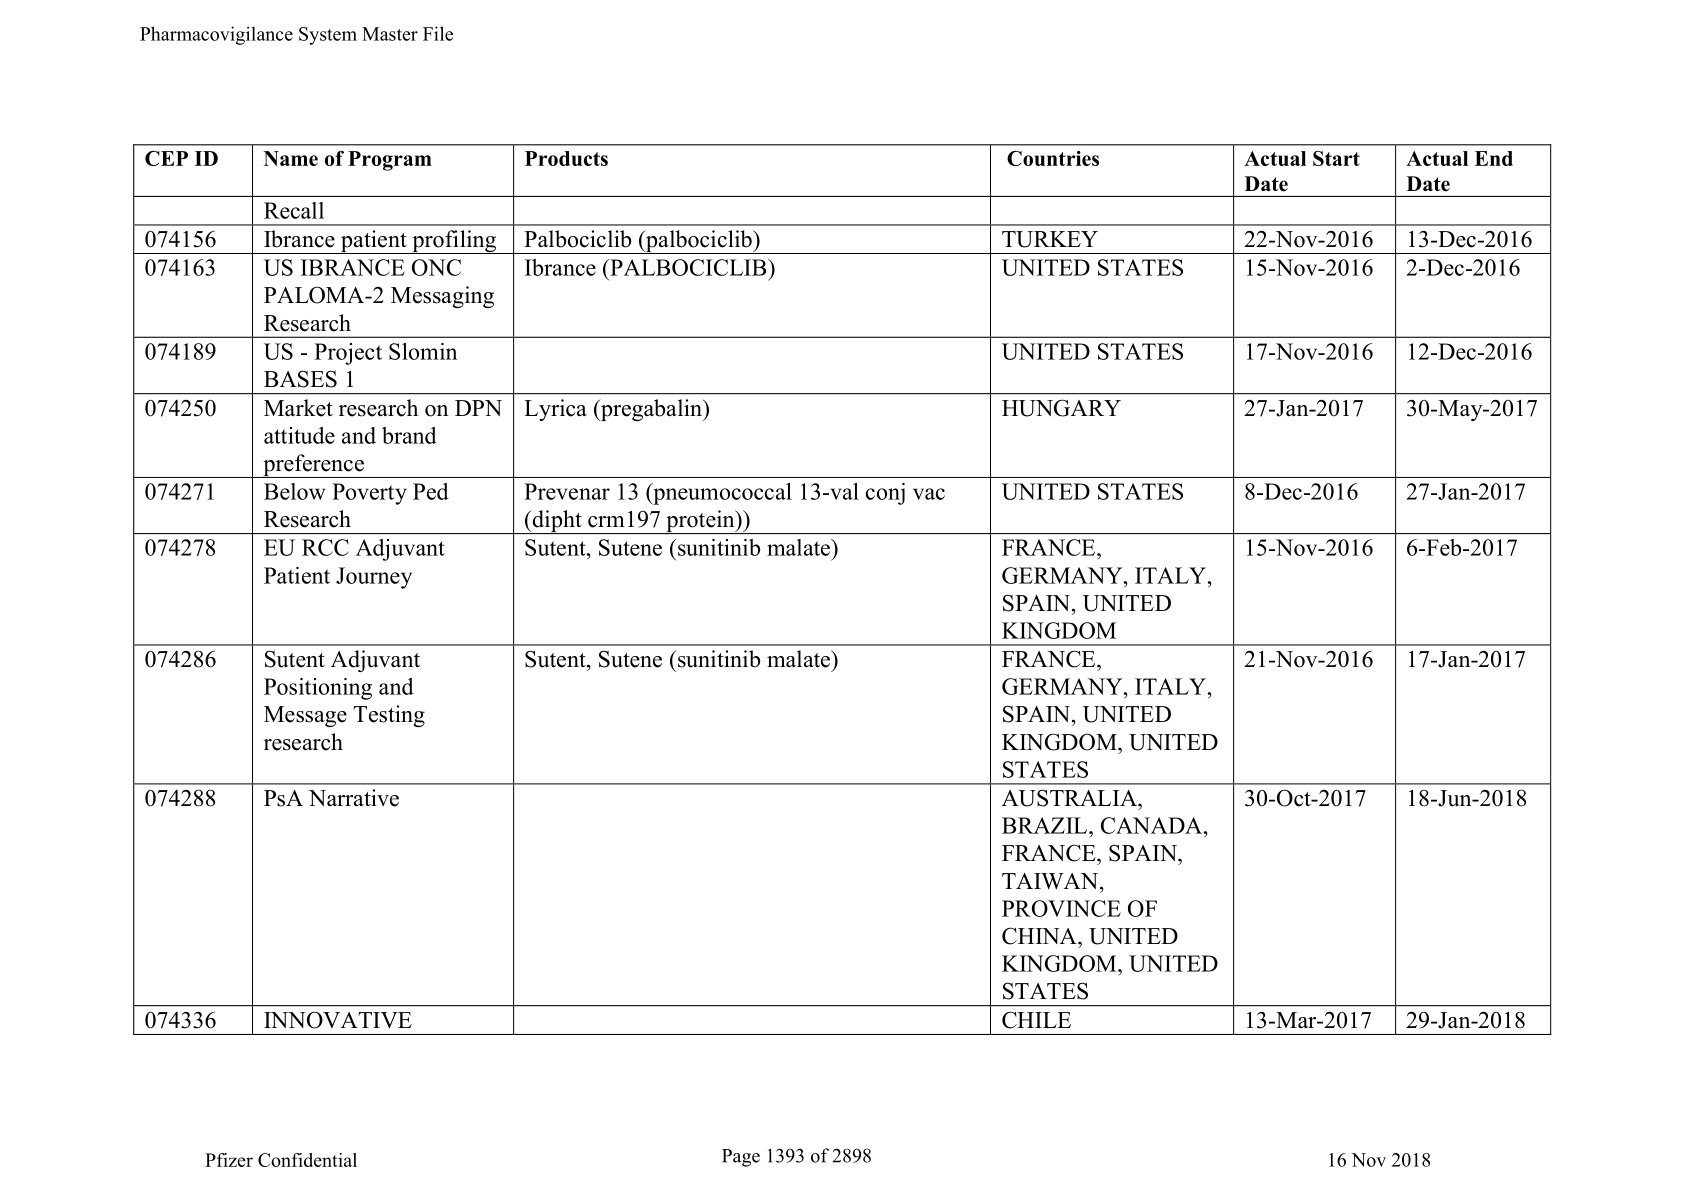 Pharmacovigilance System Master File
CEP ID Name of Program Products Countries Actual Start Date Actual End Date
Recall
074156 Ibrance patient profiling Palbociclib (palbociclib) TURKEY 22-Nov-2016 13-Dec-2016
074163 US IBRANCE ONC Ibrance (PALBOCICLIB) UNITED STATES 15-Nov-2016 2-Dec-2016
PALOMA-2 Messaging
Research
074189 US - Project Slomin UNITED STATES 17-Nov-2016 12-Dec-2016
BASES 1
074250 Market research on DPN Lyrica (pregabalin) HUNGARY 27-Jan-2017 30-May-2017
attitude and brand
preference
074271 Below Poverty Ped Prevenar 13 (pneumococcal 13-val conj vac UNITED STATES 8-Dec-2016 27-Jan-2017
Research (dipht crm197 protein))
074278 EU RCC Adjuvant Sutent, Sutene (sunitinib malate) FRANCE, 15-Nov-2016 6-Feb-2017
Patient Journey GERMANY, ITALY,
SPAIN, UNITED
KINGDOM
074286 Sutent Adjuvant Sutent, Sutene (sunitinib malate) FRANCE, 21-Nov-2016 17-Jan-2017
Positioning and GERMANY, ITALY,
Message Testing SPAIN, UNITED
research KINGDOM, UNITED
STATES
074288 PsA Narrative AUSTRALIA, 30-Oct-2017 18-Jun-2018
BRAZIL, CANADA,
FRANCE, SPAIN,
TAIWAN,
PROVINCE OF
CHINA, UNITED
KINGDOM, UNITED
STATES
074336 INNOVATIVE CHILE 13-Mar-2017 29-Jan-2018
Pfizer Confidential Page 1393 of 2898 16 Nov 2018